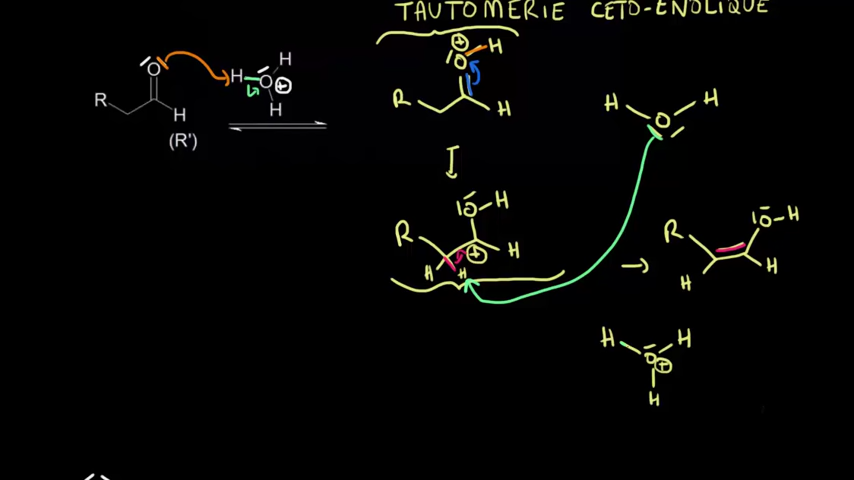 TAUTOMERIE CETO-ENOLIQUE
O H H O H ⊕ R H (R')
⊕ O H R H
H O H
O H R H H H ⊕
R O H H H
H O H ⊕ H